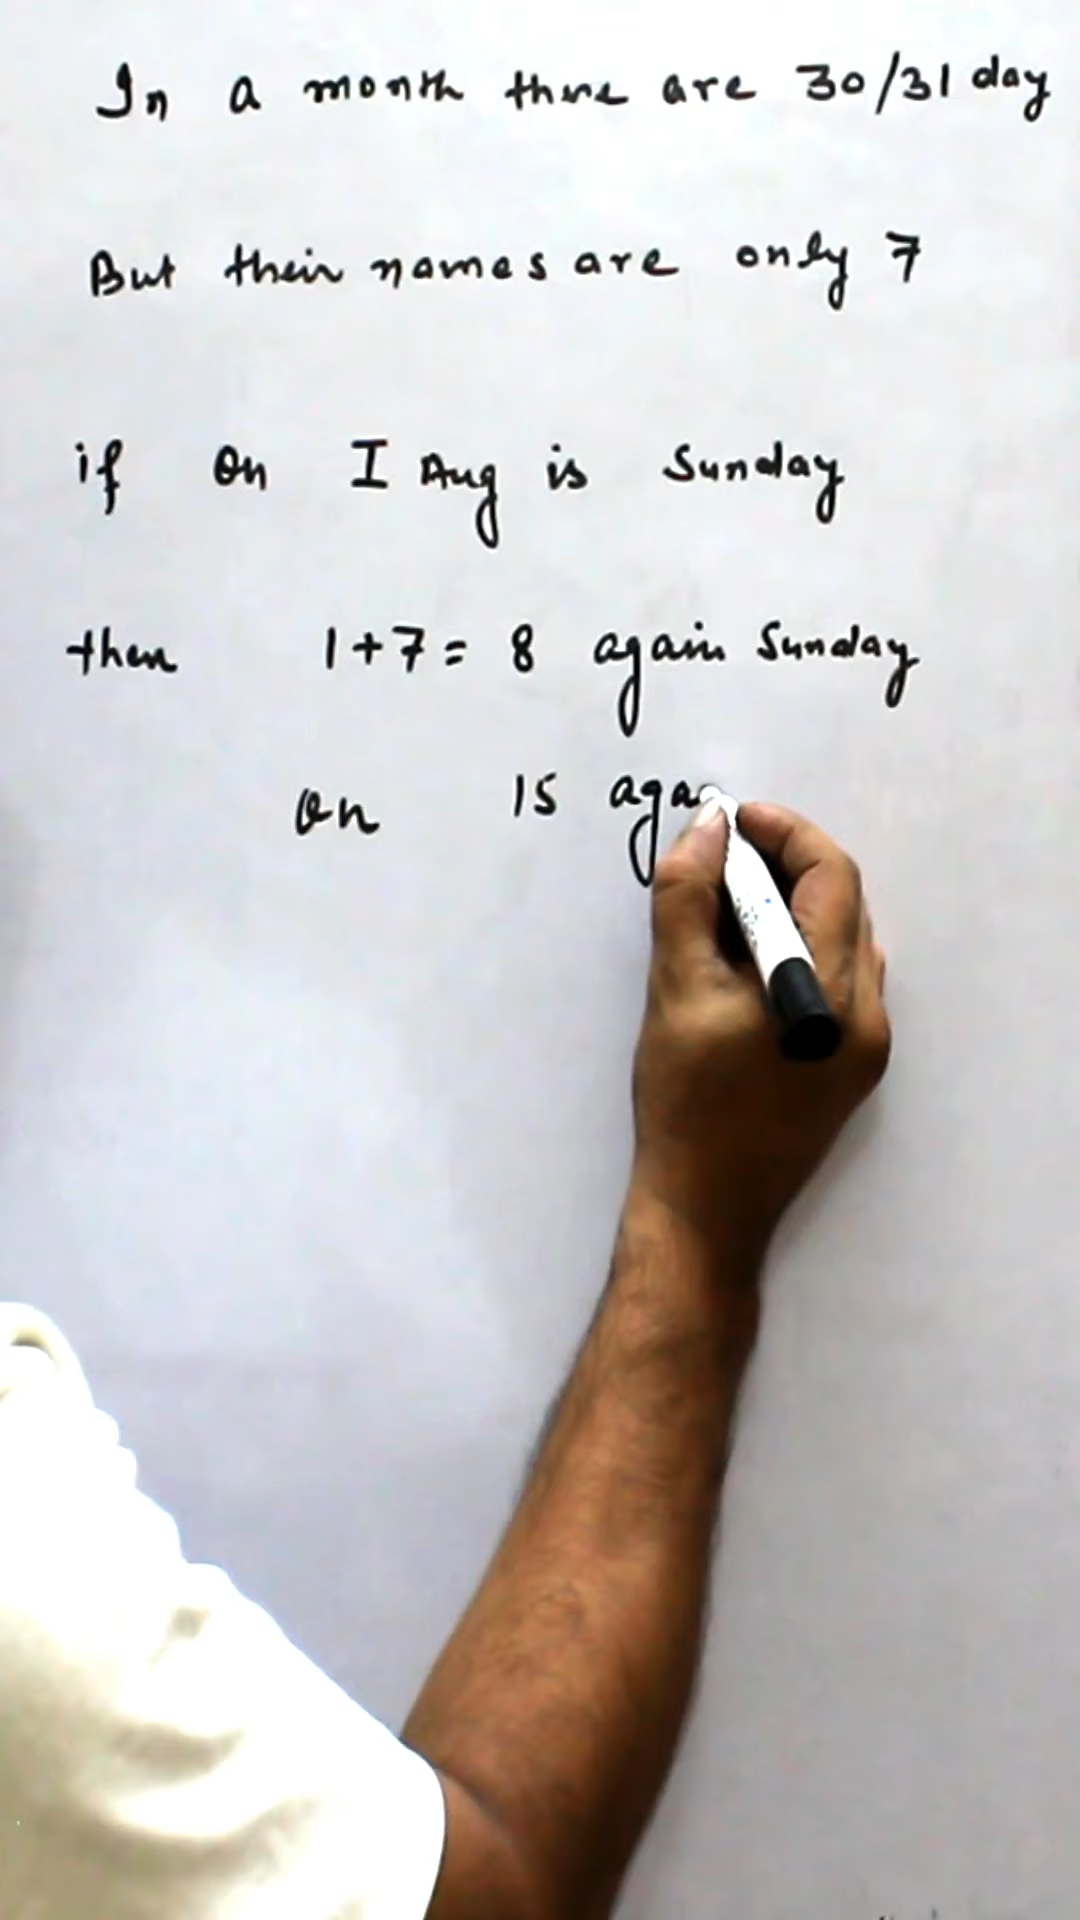 In a month there are 30/31 day
But their names are only 7
if on I Aug is Sunday
then 1+7= 8 again Sunday
on 15 aga